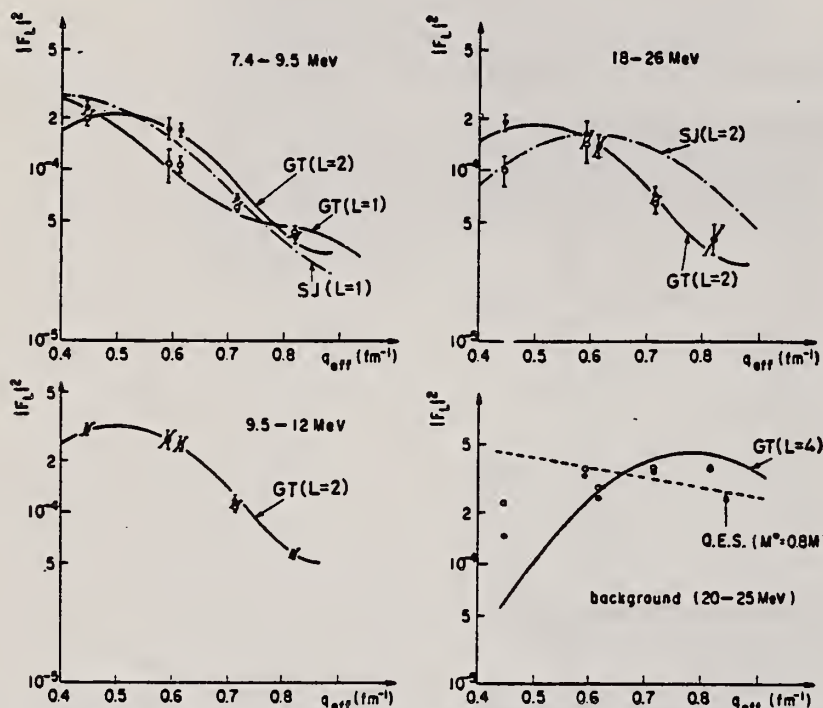 |F_L|²
5
2
10⁻⁴
5
10⁻⁵
7.4–9.5 MeV
GT(L=2)
GT(L=1)
SJ(L=1)
0.4 0.5 0.6 0.7 0.8 q_eff (fm⁻¹)
|F_L|²
5
2
10⁻⁴
5
10⁻⁵
18–26 MeV
SJ(L=2)
GT(L=2)
0.4 0.5 0.6 0.7 0.8 q_eff (fm⁻¹)
|F_L|²
5
2
10⁻⁴
5
10⁻⁵
9.5–12 MeV
GT(L=2)
0.4 0.5 0.6 0.7 0.8 q_eff (fm⁻¹)
|F_L|²
5
2
10⁻⁴
5
10⁻⁵
GT(L=4)
Q.E.S. (M*=0.8M)
background (20–25 MeV)
0.4 0.5 0.6 0.7 0.8 q_eff (fm⁻¹)